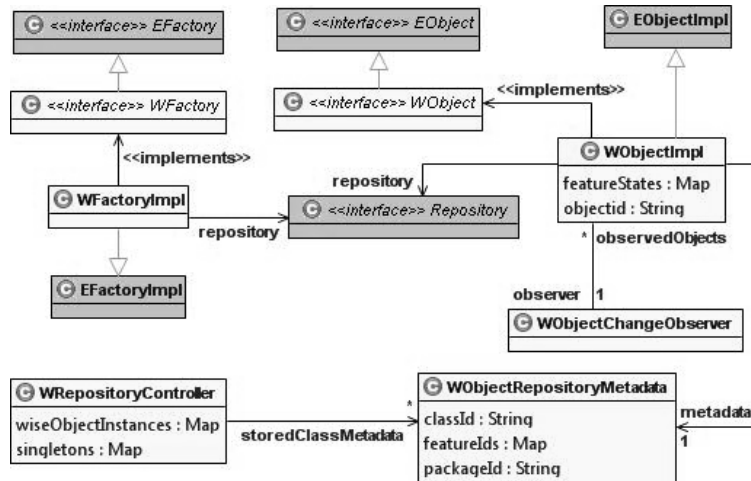 <<interface>> EFactory
<<interface>> EObject
EObjectImpl
<<interface>> WFactory
<<interface>> WObject
<<implements>>
<<implements>>
WObjectImpl
featureStates : Map
objectid : String
WFactoryImpl
repository
<<interface>> Repository
repository
* observedObjects
EFactoryImpl
observer 1
WObjectChangeObserver
WRepositoryController
wiseObjectInstances : Map
singletons : Map
*
storedClassMetadata
WObjectRepositoryMetadata
classId : String
featureIds : Map
packageId : String
metadata
1